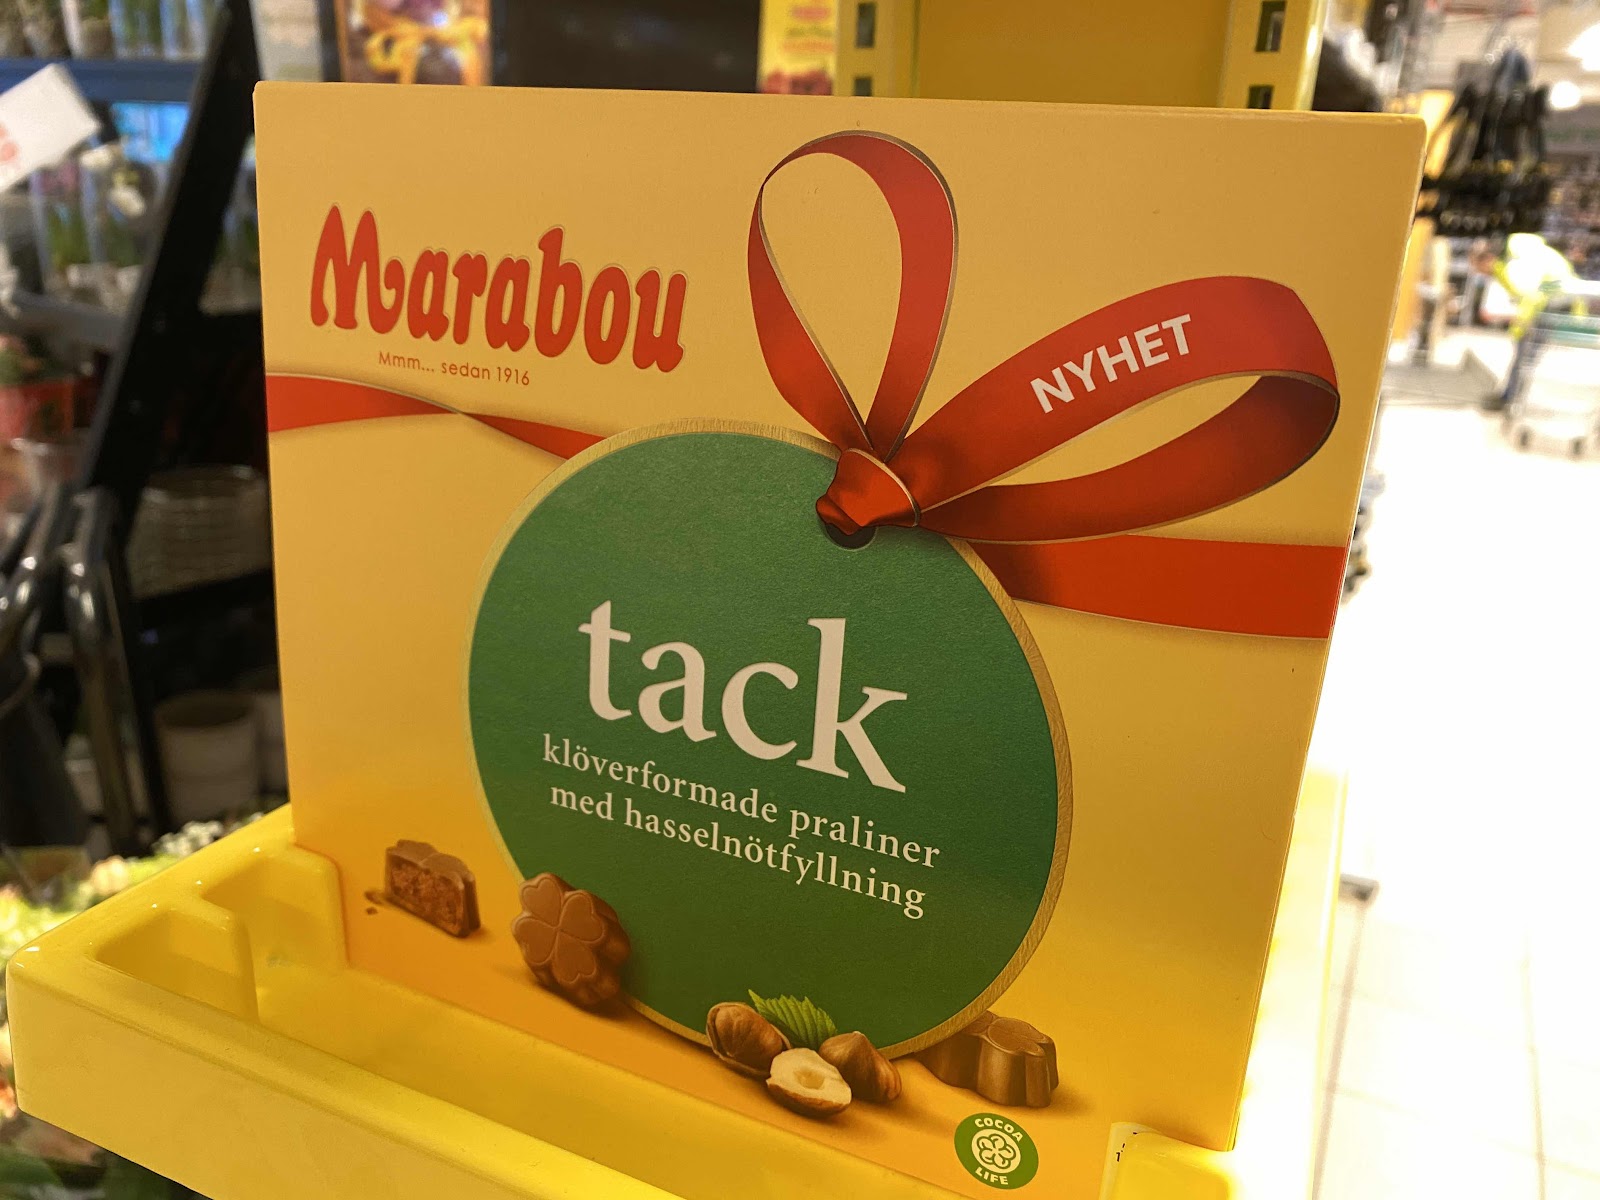 Marabou
Mmm... sedan 1916
NYHET
tack
klöverformade praliner
med hasselnötfyllning
COCOA
LIFE